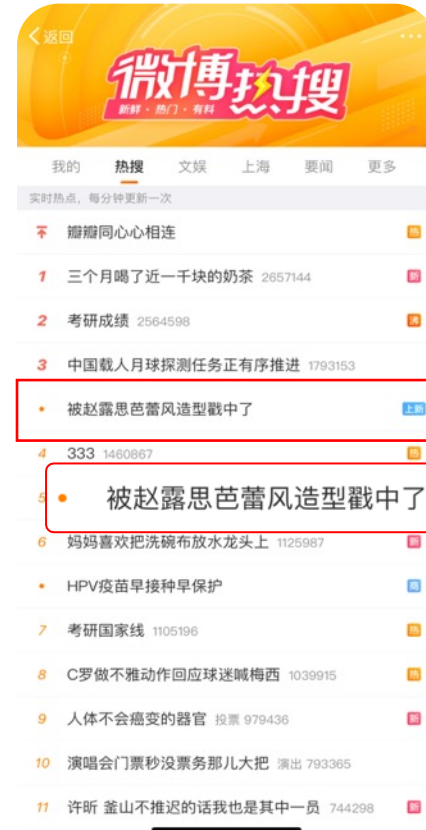 返回
微博热搜
新鲜·热门·有料
我的 热搜 文娱 上海 要闻 更多
实时热点，每分钟更新一次
瓣瓣同心心相连 热
1 三个月喝了近一千块的奶茶 2657144 新
2 考研成绩 2564598 沸
3 中国载人月球探测任务正有序推进 1793153
• 被赵露思芭蕾风造型戳中了 上新
4 333 1460867 热
5 • 被赵露思芭蕾风造型戳中了
6 妈妈喜欢把洗碗布放水龙头上 1125987 新
• HPV疫苗早接种早保护 商
7 考研国家线 1105196 热
8 C罗做不雅动作回应球迷喊梅西 1039915 热
9 人体不会癌变的器官 投票 979436 新
10 演唱会门票秒没票务那儿大把 演出 793365
11 许昕 釜山不推迟的话我也是其中一员 744298 新